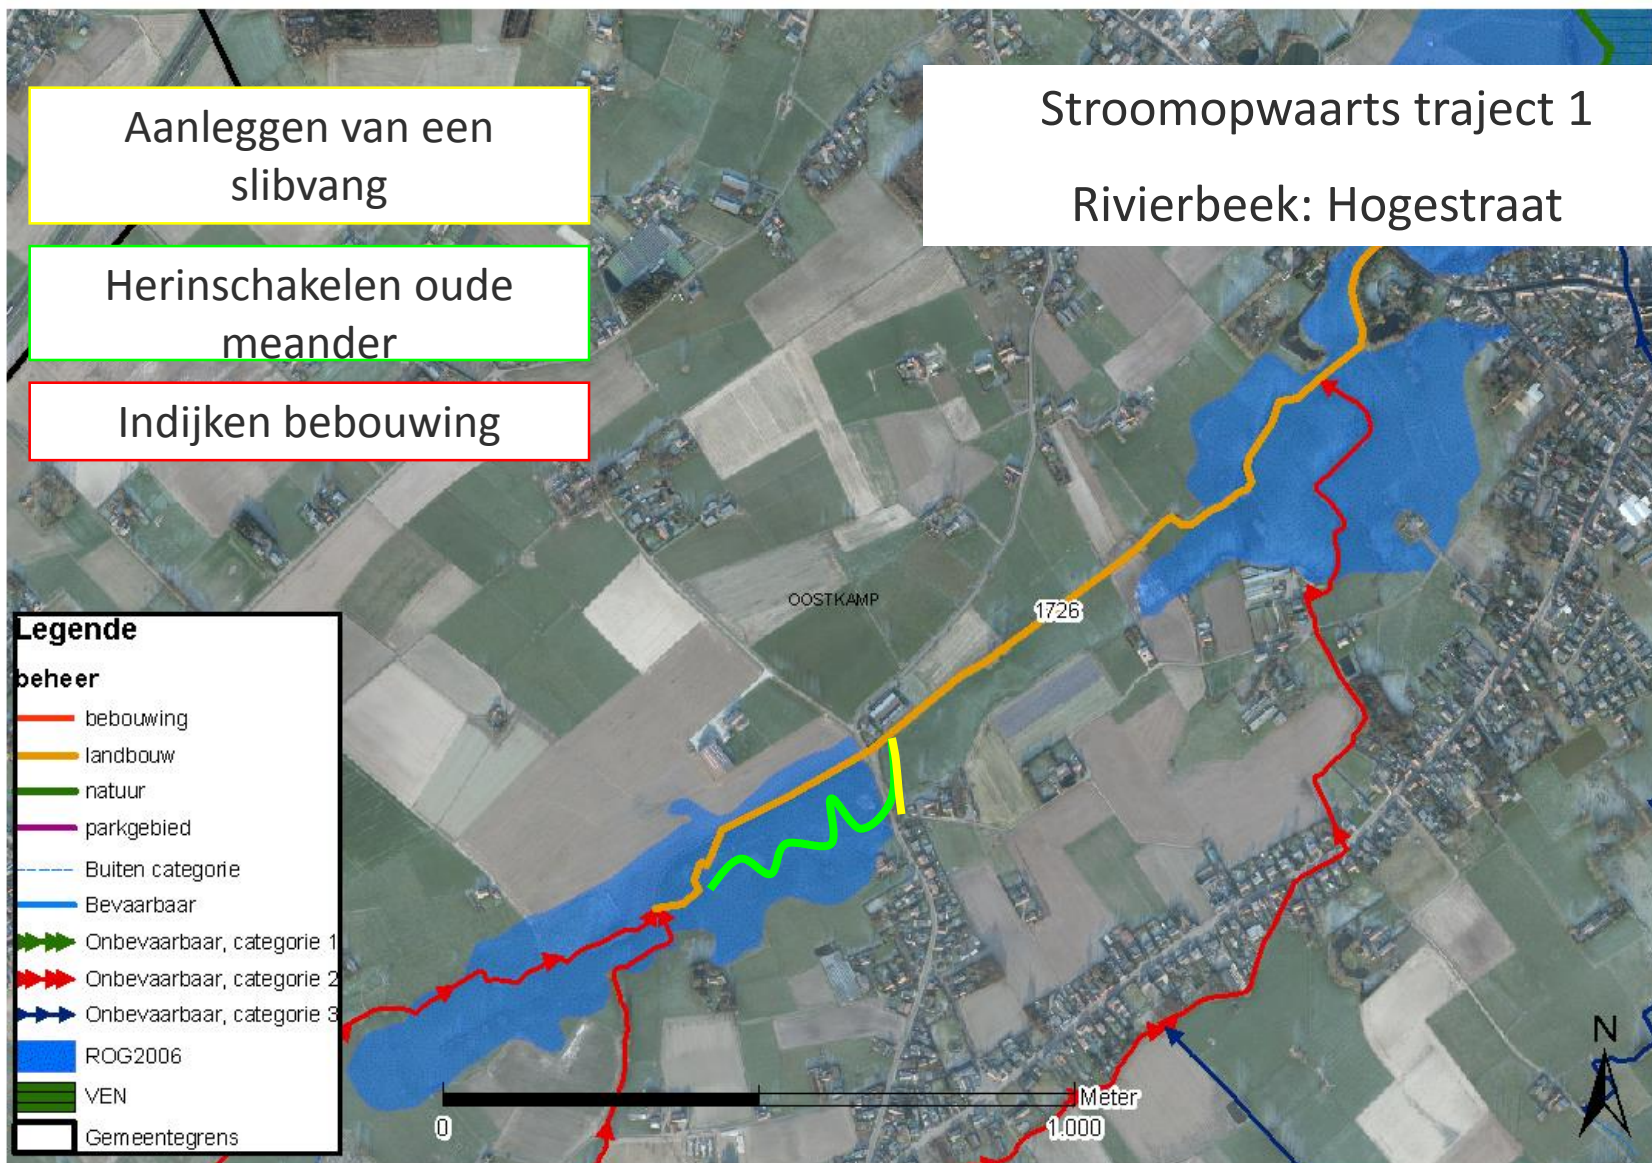 Stroomopwaarts traject 1
Rivierbeek: Hogestraat
Aanleggen van een
slibvang
Herinschakelen oude
meander
Indijken bebouwing
OOSTKAMP
1726
Legende
beheer
bebouwing
landbouw
natuur
parkgebied
Buiten categorie
Bevaarbaar
Onbevaarbaar, categorie 1
Onbevaarbaar, categorie 2
Onbevaarbaar, categorie 3
ROG2006
VEN
Gemeentegrens
Meter
0
1.000
N